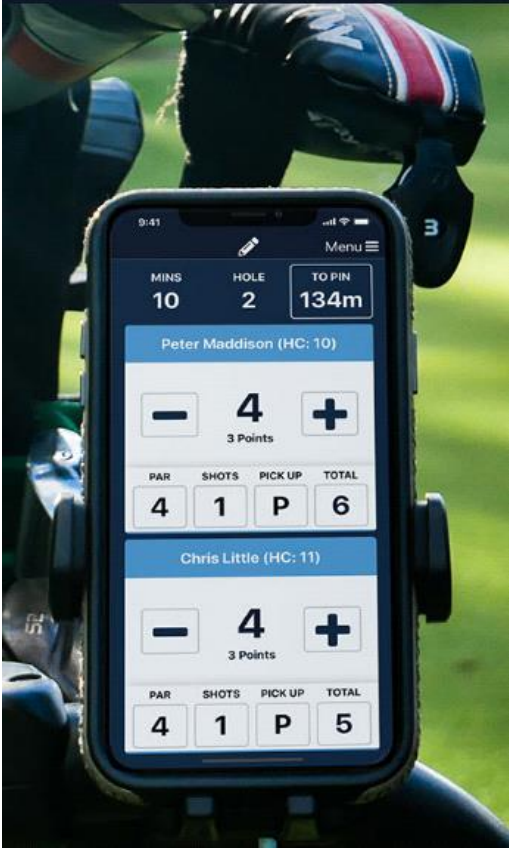 3
9:41
Menu
MINS HOLE TO PIN
10 2 134m
Peter Maddison (HC: 10)
4
3 Points
PAR SHOTS PICK UP TOTAL
4 1 P 6
Chris Little (HC: 11)
4
3 Points
PAR SHOTS PICK UP TOTAL
4 1 P 5